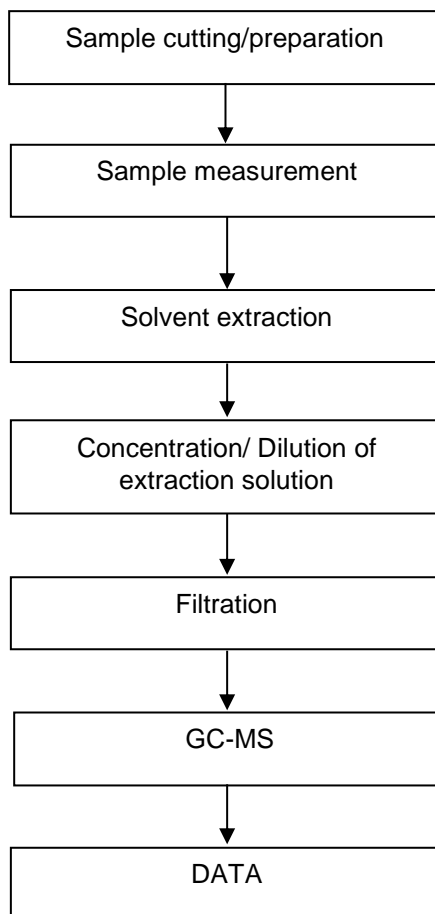 Sample cutting/preparation
Sample measurement
Solvent extraction
Concentration/ Dilution of
extraction solution
Filtration
GC-MS
DATA